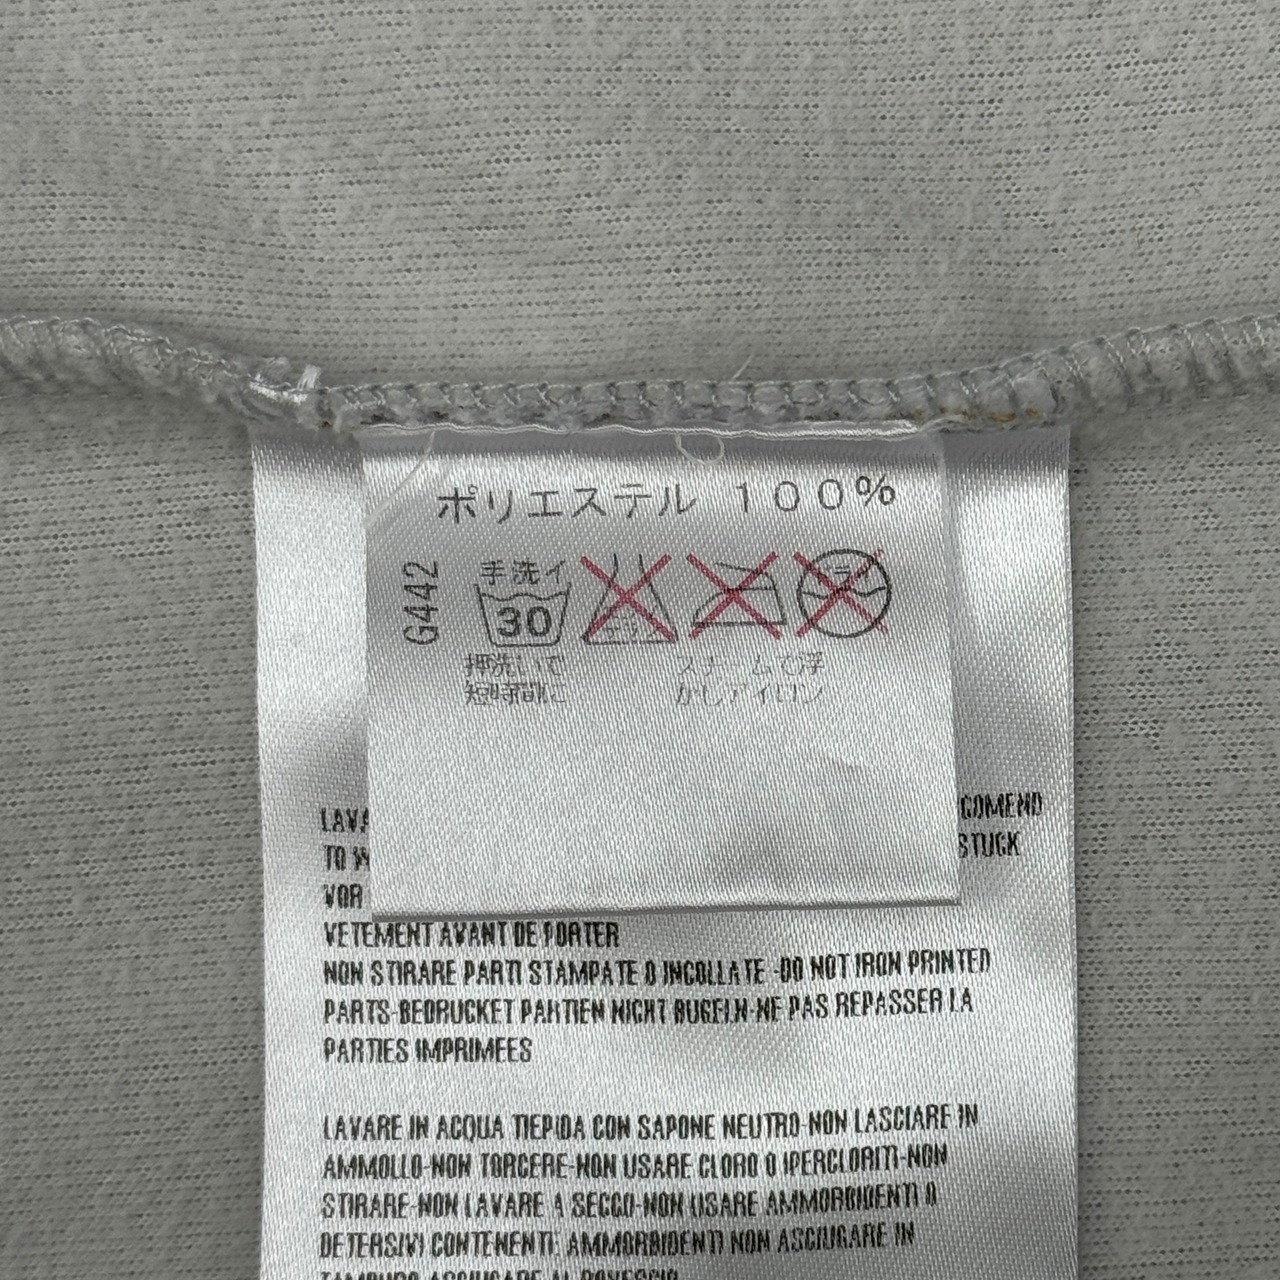 ポリエステル 100%
G442
手洗イ
30
押洗いで
短時間に
スチームで浮
かしアイロン
TO
VOR
VETEMENT AVANT DE PORTER
NON STIRARE PARTI STAMPATE O INCOLLATE -DO NOT IRON PRINTED
PARTS-BEDRUCKET PARTIEN NICHT BUGELN-NE PAS REPASSER LA
PARTIES IMPRIMEES
LAVARE IN ACQUA TIEPIDA CON SAPONE NEUTRO-NON LASCIARE IN
AMMOLLO-NON TORCERE-NON USARE CLORO O IPERCLORITI-NON
STIRARE-NON LAVARE A SECCO-NON USARE AMMORBIDENTI O
DETERSIVI CONTENENTI AMMORBIDENTI NON ASCIUGARE IN